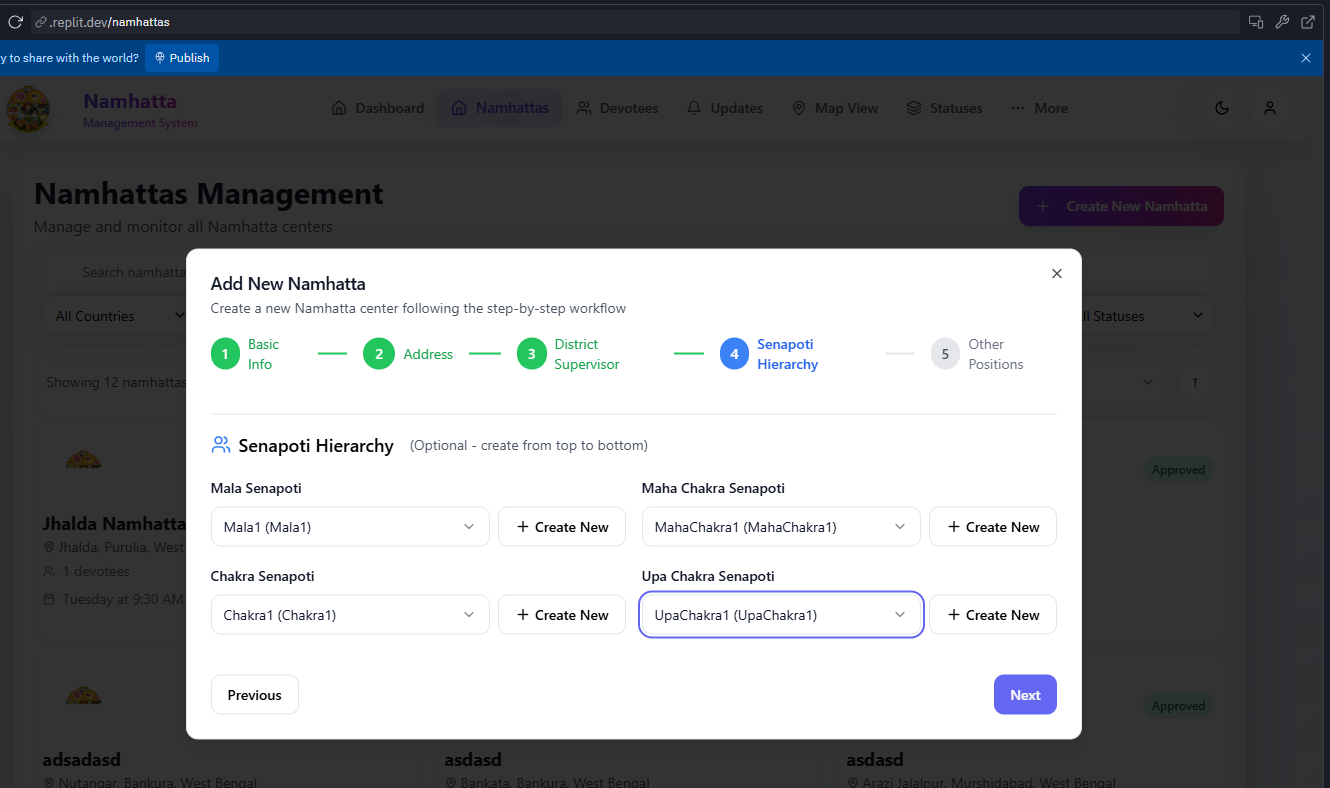 .replit.dev/namhattas
y to share with the world? Publish
Namhatta
Management System
Dashboard Namhattas Devotees Updates Map View Statuses More
Namhattas Management
Manage and monitor all Namhatta centers
+ Create New Namhatta
Search namhatta
All Countries
ll Statuses
Showing 12 namhattas
Approved
Jhalda Namhatta
Jhalda, Purulia, West
1 devotees
Tuesday at 9:30 AM
Add New Namhatta
Create a new Namhatta center following the step-by-step workflow
1 Basic Info
2 Address
3 District Supervisor
4 Senapoti Hierarchy
5 Other Positions
Senapoti Hierarchy (Optional - create from top to bottom)
Mala Senapoti
Mala1 (Mala1) + Create New
Maha Chakra Senapoti
MahaChakra1 (MahaChakra1) + Create New
Chakra Senapoti
Chakra1 (Chakra1) + Create New
Upa Chakra Senapoti
UpaChakra1 (UpaChakra1) + Create New
Previous Next
Approved
adsadasd
Nutangar, Bankura, West Bengal
asdasd
Bankata, Bankura, West Bengal
asdasd
Arazi Jalalpur, Murshidabad, West Bengal